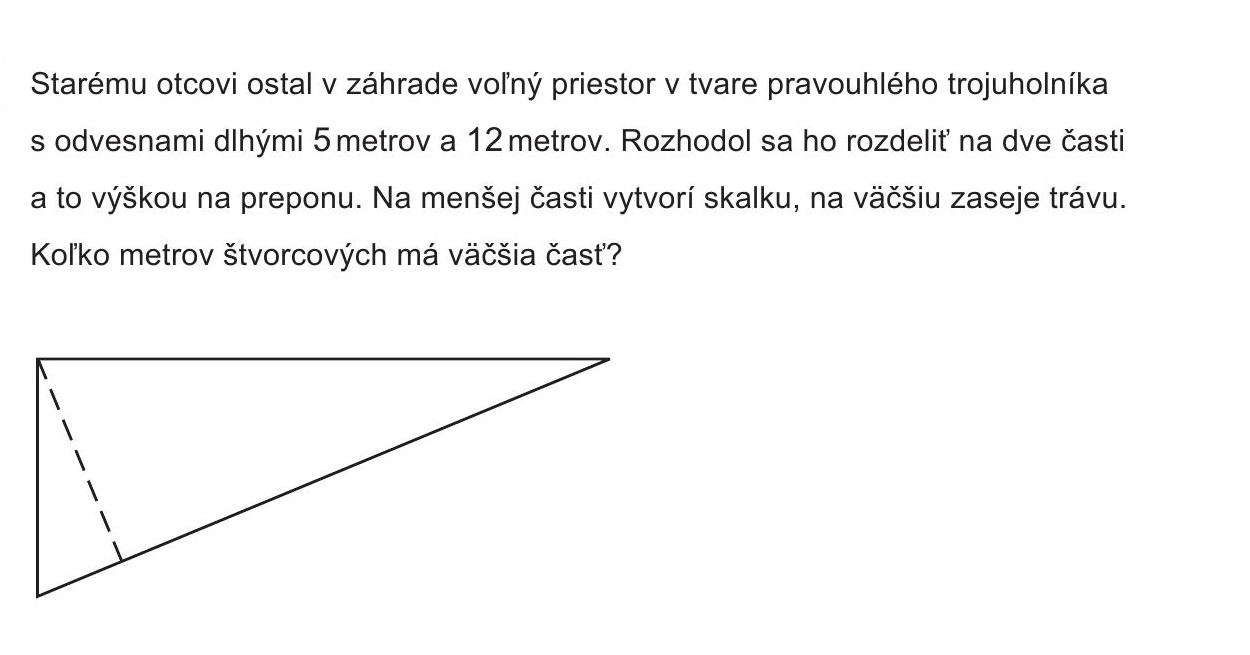 Starému otcovi ostal v záhrade voľný priestor v tvare pravouhlého trojuholníka
s odvesnami dlhými 5 metrov a 12 metrov. Rozhodol sa ho rozdeliť na dve časti
a to výškou na preponu. Na menšej časti vytvorí skalku, na väčšiu zaseje trávu.
Koľko metrov štvorcových má väčšia časť?